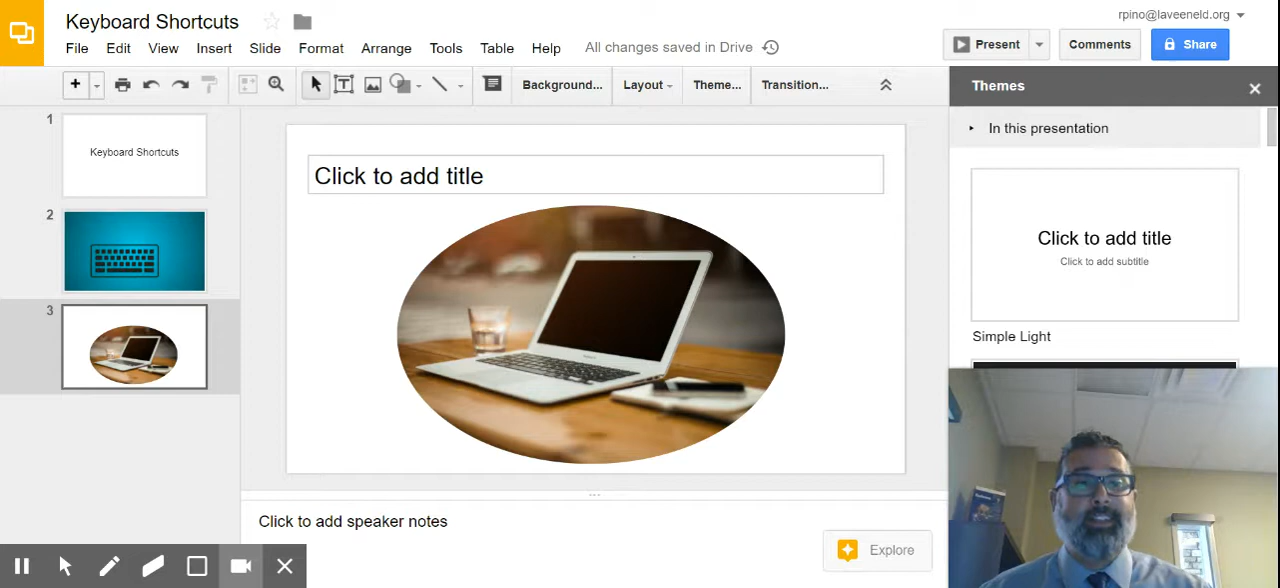 Keyboard Shortcuts
rpino@laveeneld.org
File Edit View Insert Slide Format Arrange Tools Table Help All changes saved in Drive
Present Comments Share
Background... Layout Theme... Transition...
Themes
In this presentation
1
Keyboard Shortcuts
2
3
Click to add title
Click to add title
Click to add subtitle
Simple Light
Click to add speaker notes
Explore